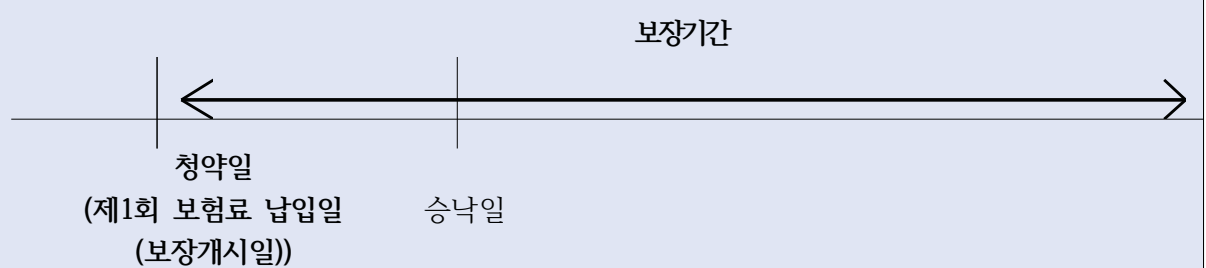 보장기간
청약일
(제1회 보험료 납입일
(보장개시일))
승낙일